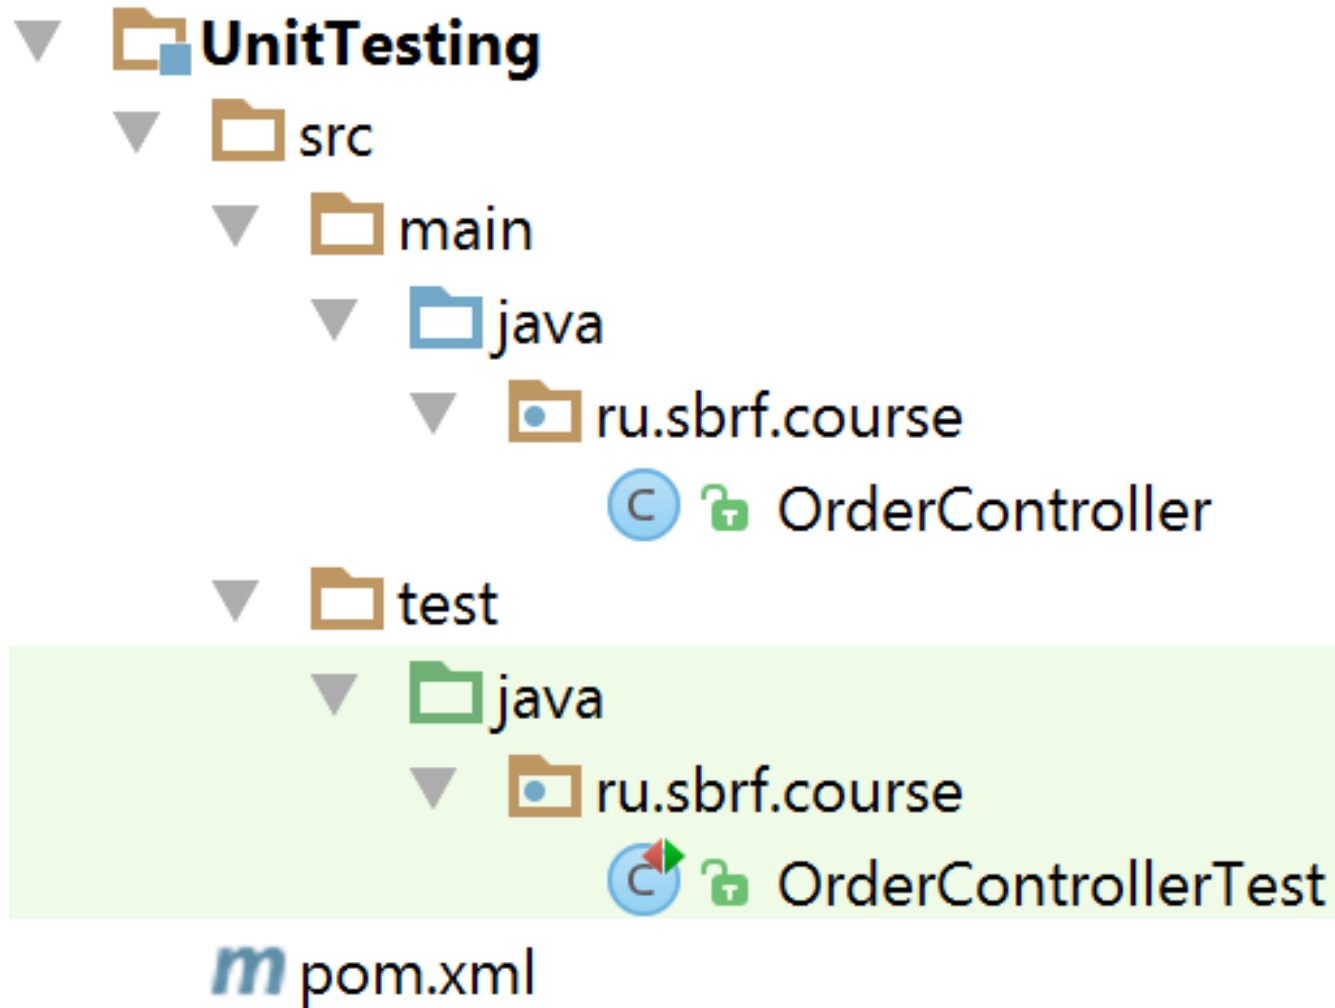 UnitTesting
src
main
java
ru.sbrf.course
C OrderController
test
java
ru.sbrf.course
C OrderControllerTest
m pom.xml